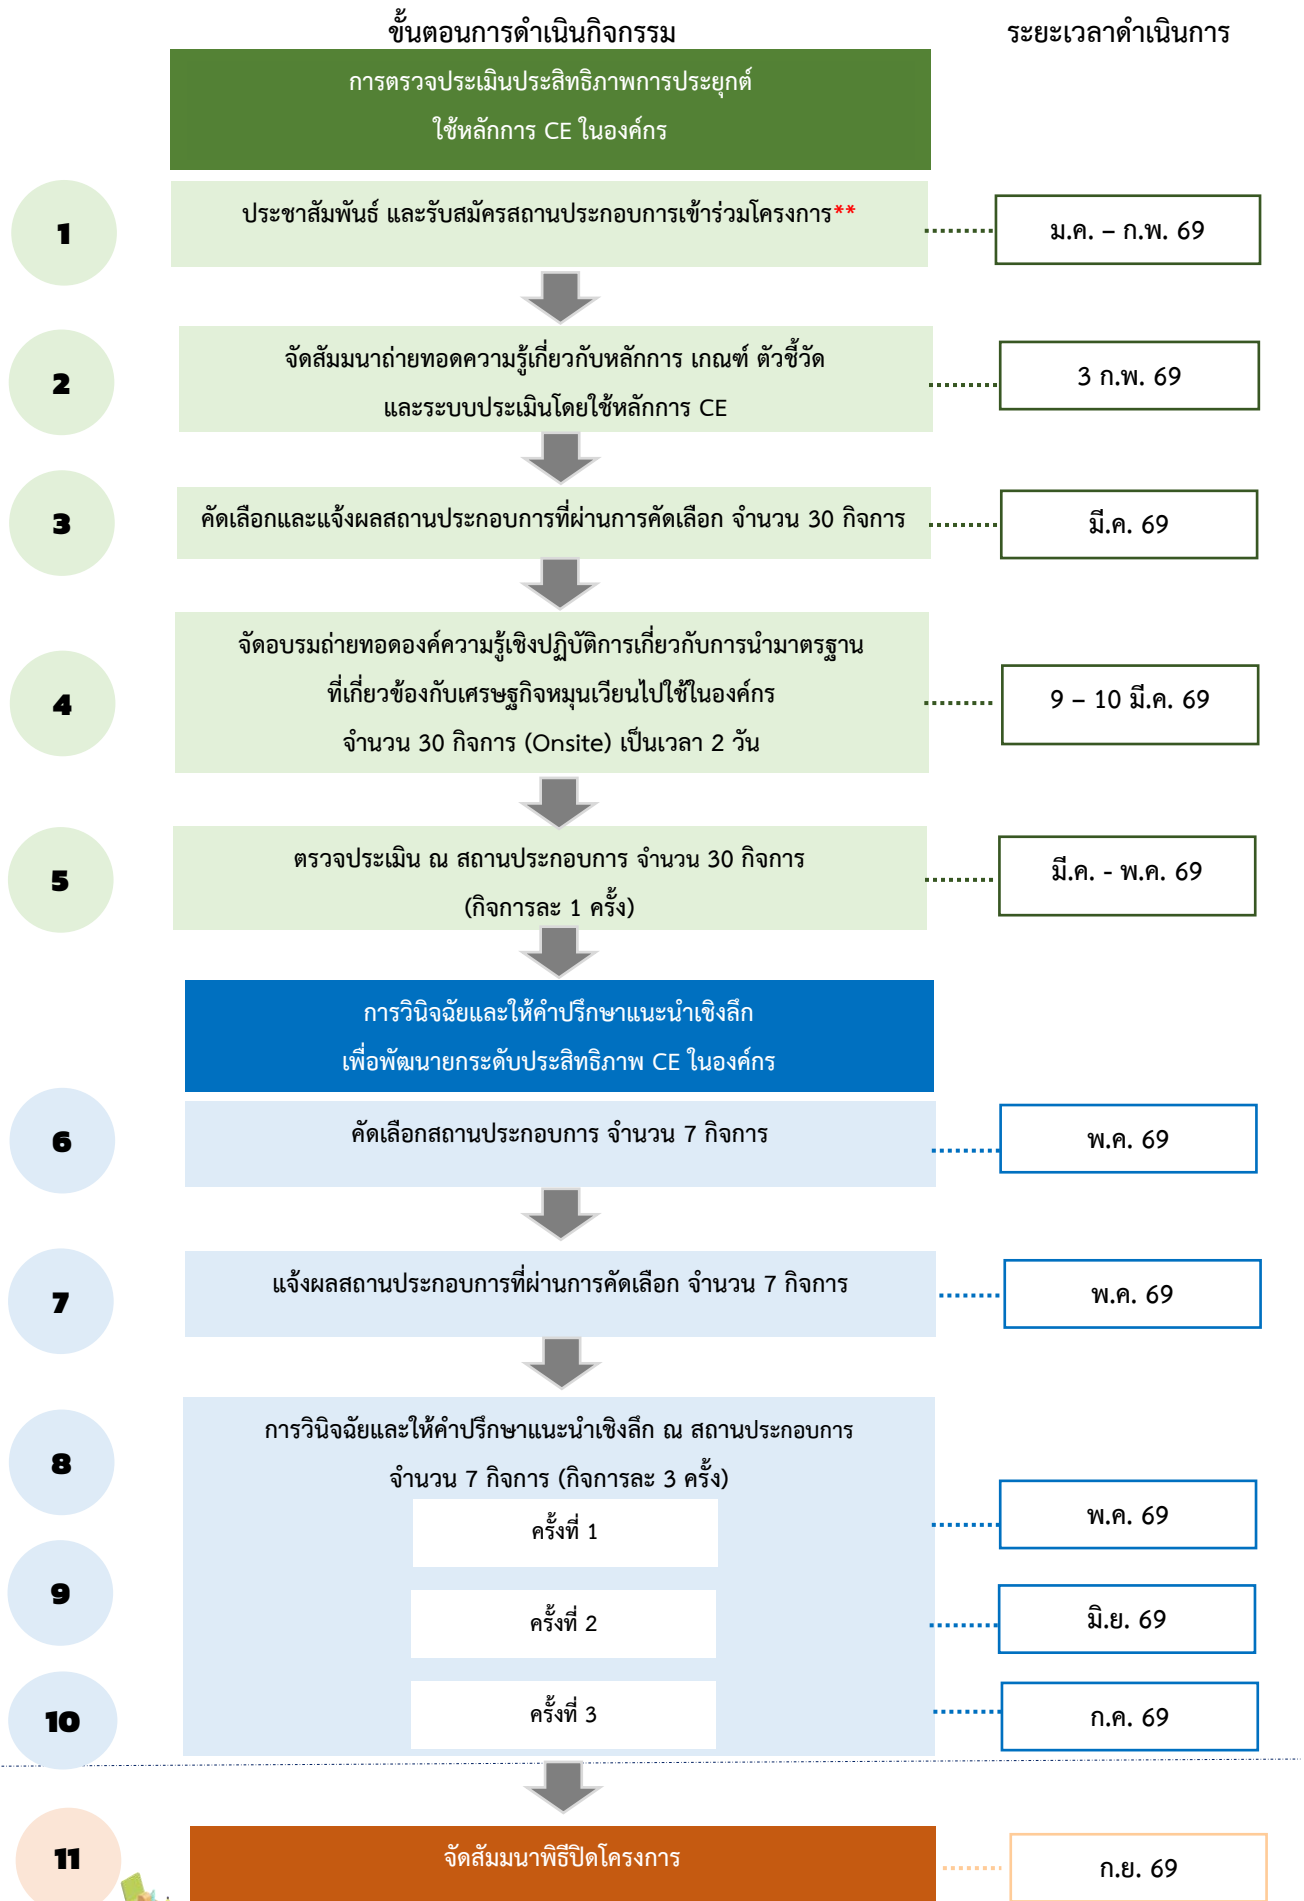 ขั้นตอนการดำเนินกิจกรรม
ระยะเวลาดำเนินการ
การตรวจประเมินประสิทธิภาพการประยุกต์
ใช้หลักการ CE ในองค์กร
1
ประชาสัมพันธ์ และรับสมัครสถานประกอบการเข้าร่วมโครงการ**
ม.ค. – ก.พ. 69
2
จัดสัมมนาถ่ายทอดความรู้เกี่ยวกับหลักการ เกณฑ์ ตัวชี้วัด
และระบบประเมินโดยใช้หลักการ CE
3 ก.พ. 69
3
คัดเลือกและแจ้งผลสถานประกอบการที่ผ่านการคัดเลือก จำนวน 30 กิจการ
มี.ค. 69
4
จัดอบรมถ่ายทอดองค์ความรู้เชิงปฏิบัติการเกี่ยวกับการนำมาตรฐาน
ที่เกี่ยวข้องกับเศรษฐกิจหมุนเวียนไปใช้ในองค์กร
จำนวน 30 กิจการ (Onsite) เป็นเวลา 2 วัน
9 – 10 มี.ค. 69
5
ตรวจประเมิน ณ สถานประกอบการ จำนวน 30 กิจการ
(กิจการละ 1 ครั้ง)
มี.ค. - พ.ค. 69
การวินิจฉัยและให้คำปรึกษาแนะนำเชิงลึก
เพื่อพัฒนายกระดับประสิทธิภาพ CE ในองค์กร
6
คัดเลือกสถานประกอบการ จำนวน 7 กิจการ
พ.ค. 69
7
แจ้งผลสถานประกอบการที่ผ่านการคัดเลือก จำนวน 7 กิจการ
พ.ค. 69
8
การวินิจฉัยและให้คำปรึกษาแนะนำเชิงลึก ณ สถานประกอบการ
จำนวน 7 กิจการ (กิจการละ 3 ครั้ง)
ครั้งที่ 1
พ.ค. 69
9
ครั้งที่ 2
มิ.ย. 69
10
ครั้งที่ 3
ก.ค. 69
11
จัดสัมมนาพิธีปิดโครงการ
ก.ย. 69